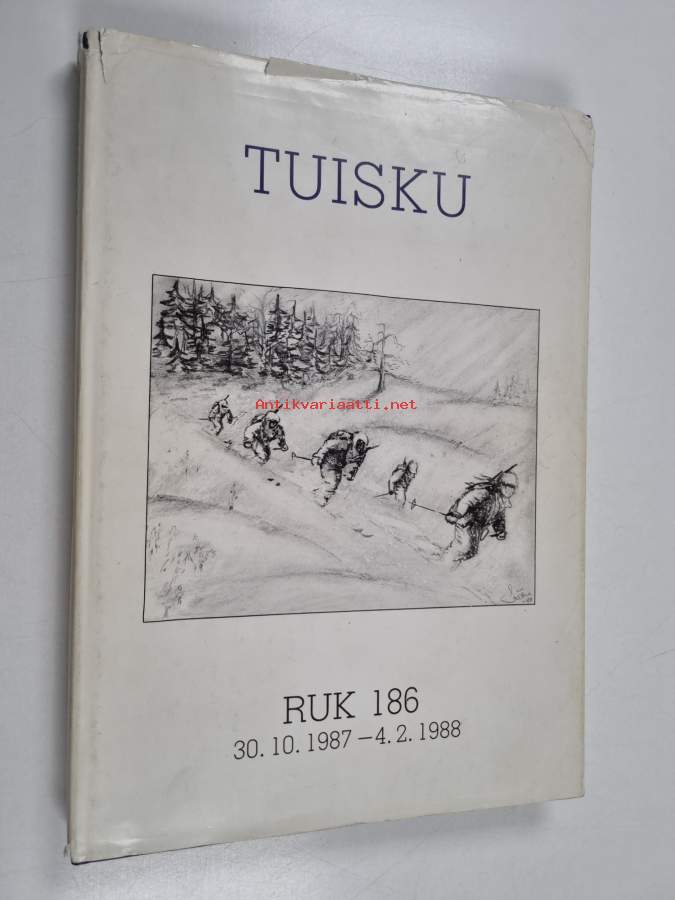 TUISKU
Antikvariaatti.net
RUK 186
30.10.1987-4.2.1988